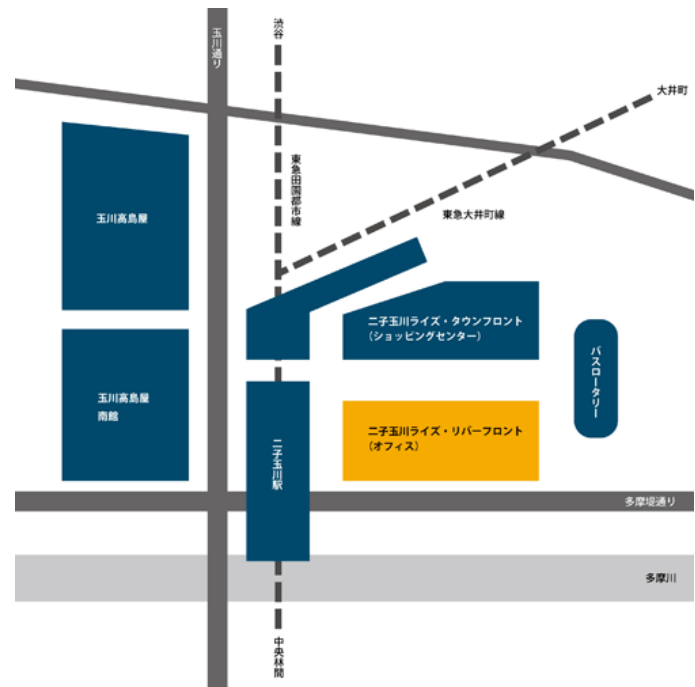 渋谷
玉川通り
大井町
東急田園都市線
東急大井町線
玉川高島屋
二子玉川ライズ・タウンフロント
(ショッピングセンター)
バスロータリー
玉川高島屋
南館
二子玉川ライズ・リバーフロント
(オフィス)
二子玉川駅
多摩堤通り
多摩川
中央林間